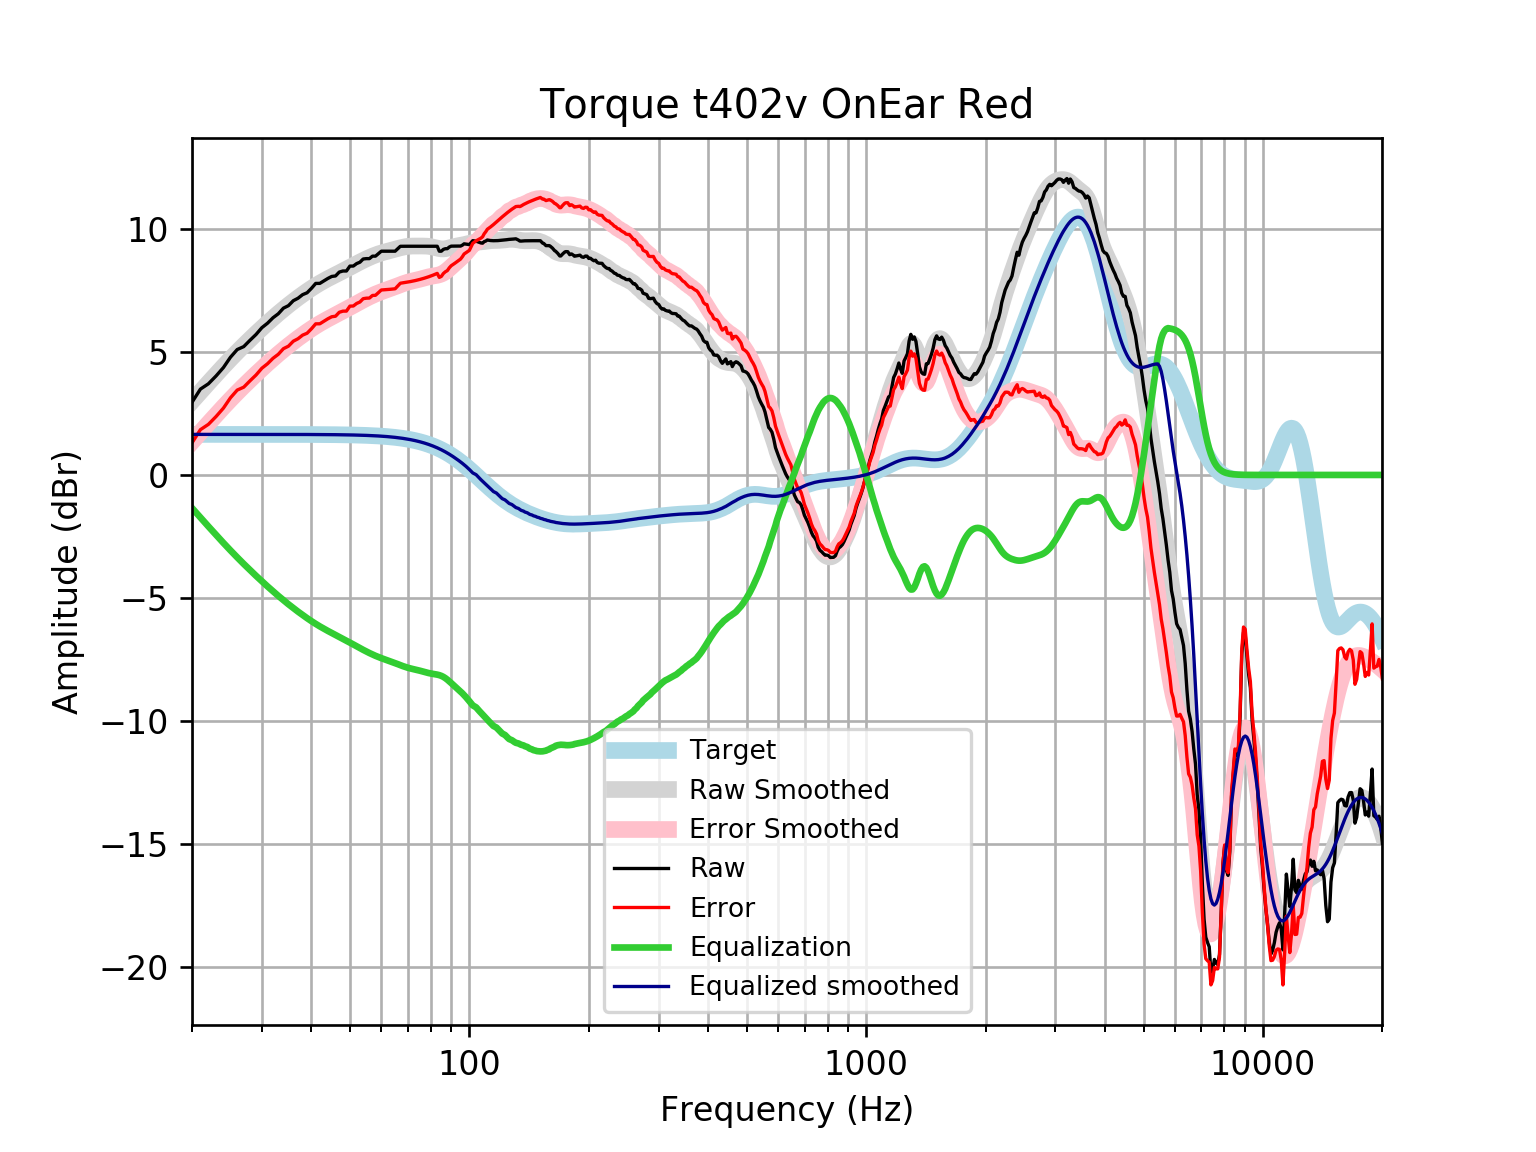 Torque t402v OnEar Red
Amplitude (dBr)
10
5
0
−5
−10
−15
−20
Target
Raw Smoothed
Error Smoothed
Raw
Error
Equalization
Equalized smoothed
100 1000 10000
Frequency (Hz)